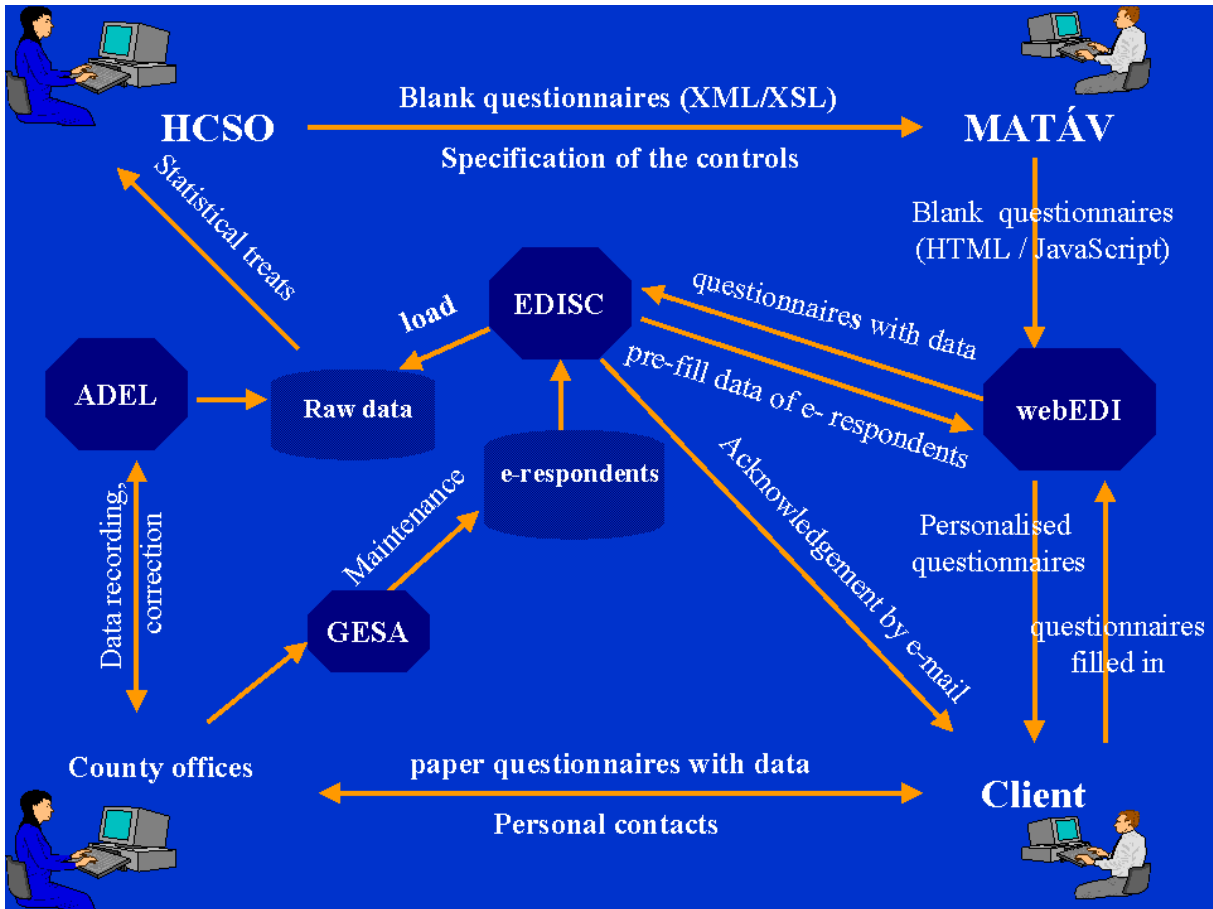 Blank questionnaires (XML/XSL)
HCSO
MATÁV
Specification of the controls
Statistical treats
Blank  questionnaires
(HTML / JavaScript)
EDISC
load
questionnaires with data
pre-fill data of e- respondents
ADEL
Raw data
webEDI
e-respondents
Maintenance
Acknowledgement by e-mail
Data recording,
correction
Personalised
questionnaires
GESA
questionnaires
filled in
County offices
paper questionnaires with data
Personal contacts
Client